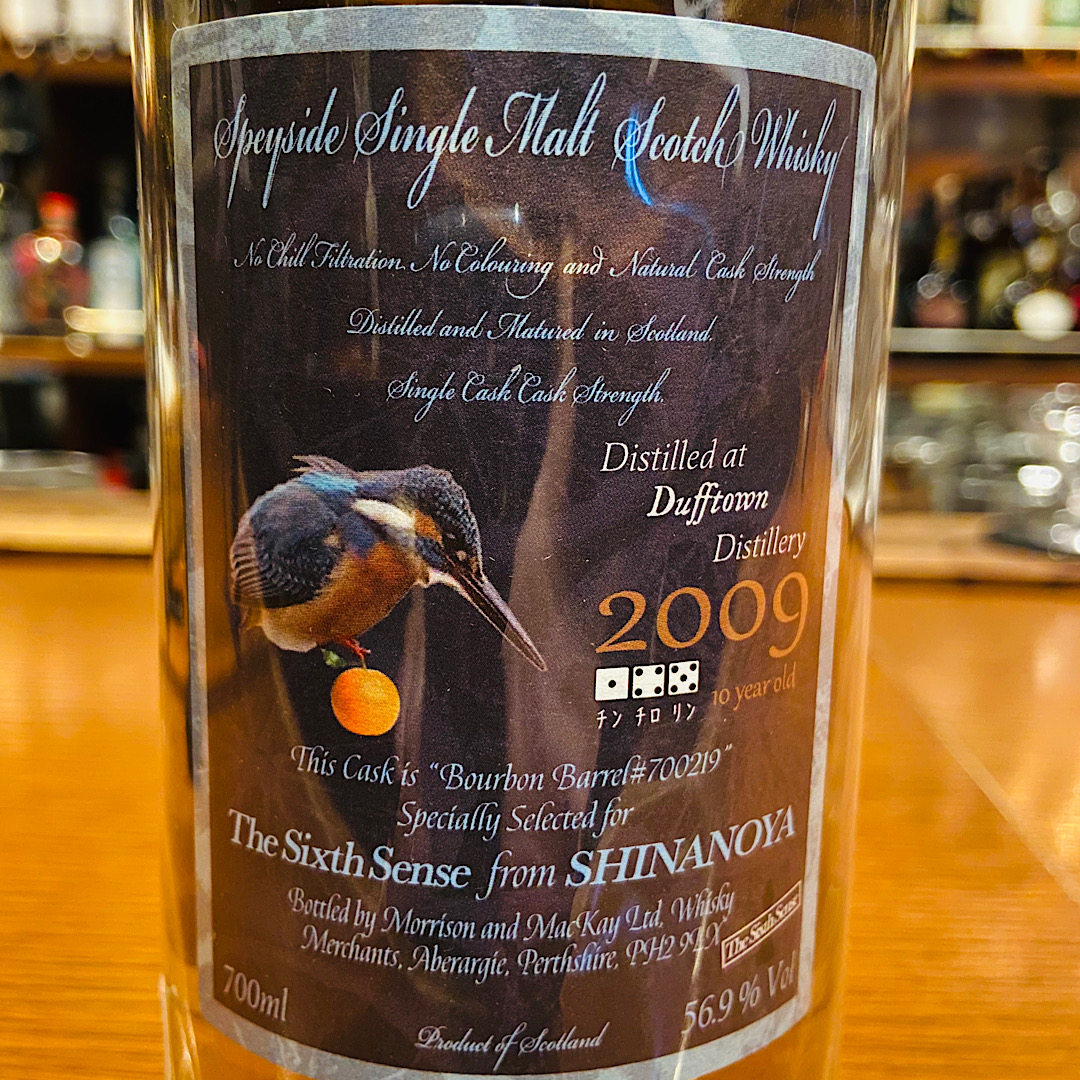 Speyside Single Malt Scotch Whisky
No Chill Filtration. No Colouring and Natural Cask Strength
Distilled and Matured in Scotland.
Single Cask Cask Strength.
Distilled at
Dufftown
Distillery
2009
チン チロ リン
10 year old
This Cask is “Bourbon Barrel#700219”
Specially Selected for
The Sixth Sense from SHINANOYA
Bottled by Morrison and MacKay Ltd, Whisky
Merchants, Aberargie, Perthshire, PH2 9LX
The Sixth Sense
700ml
56.9 % Vol
Product of Scotland